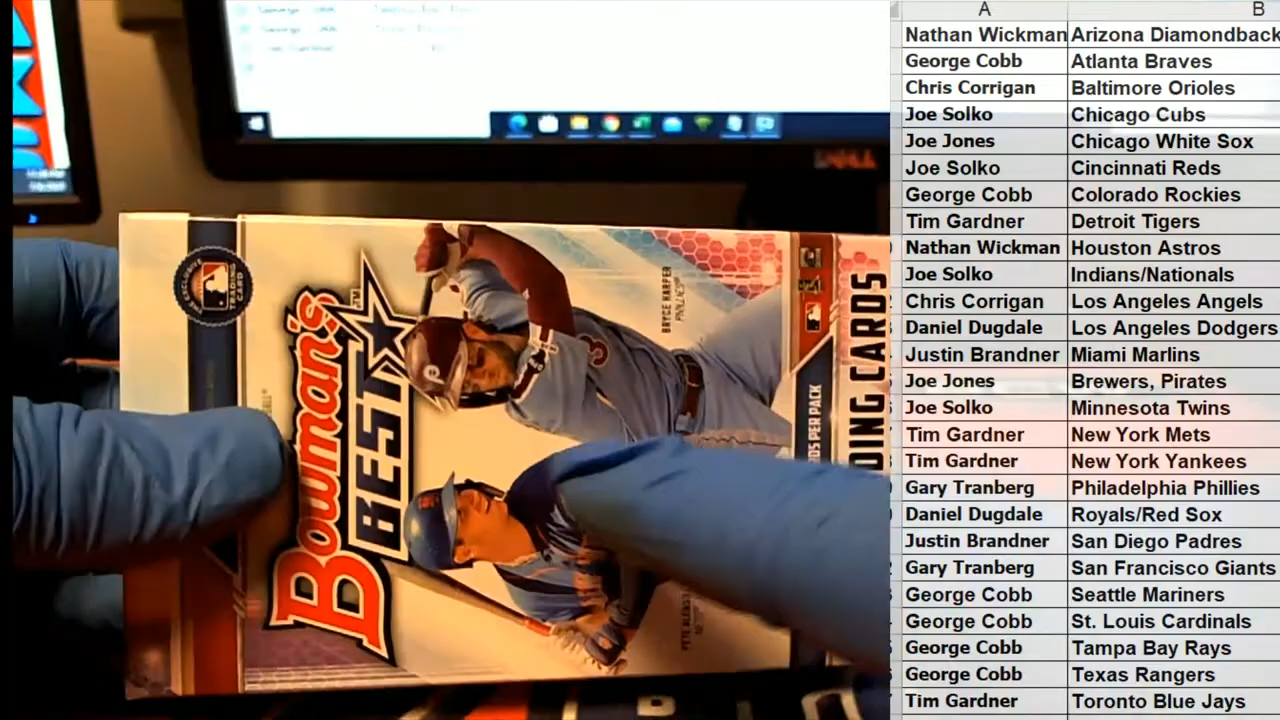 DELL
Bowman's
BEST
TM
BRYCE HARPER
PHILLIES
DING CARDS
DS PER PACK
A B
Nathan Wickman Arizona Diamondback
George Cobb Atlanta Braves
Chris Corrigan Baltimore Orioles
Joe Solko Chicago Cubs
Joe Jones Chicago White Sox
Joe Solko Cincinnati Reds
George Cobb Colorado Rockies
Tim Gardner Detroit Tigers
Nathan Wickman Houston Astros
Joe Solko Indians/Nationals
Chris Corrigan Los Angeles Angels
Daniel Dugdale Los Angeles Dodgers
Justin Brandner Miami Marlins
Joe Jones Brewers, Pirates
Joe Solko Minnesota Twins
Tim Gardner New York Mets
Tim Gardner New York Yankees
Gary Tranberg Philadelphia Phillies
Daniel Dugdale Royals/Red Sox
Justin Brandner San Diego Padres
Gary Tranberg San Francisco Giants
George Cobb Seattle Mariners
George Cobb St. Louis Cardinals
George Cobb Tampa Bay Rays
George Cobb Texas Rangers
Tim Gardner Toronto Blue Jays